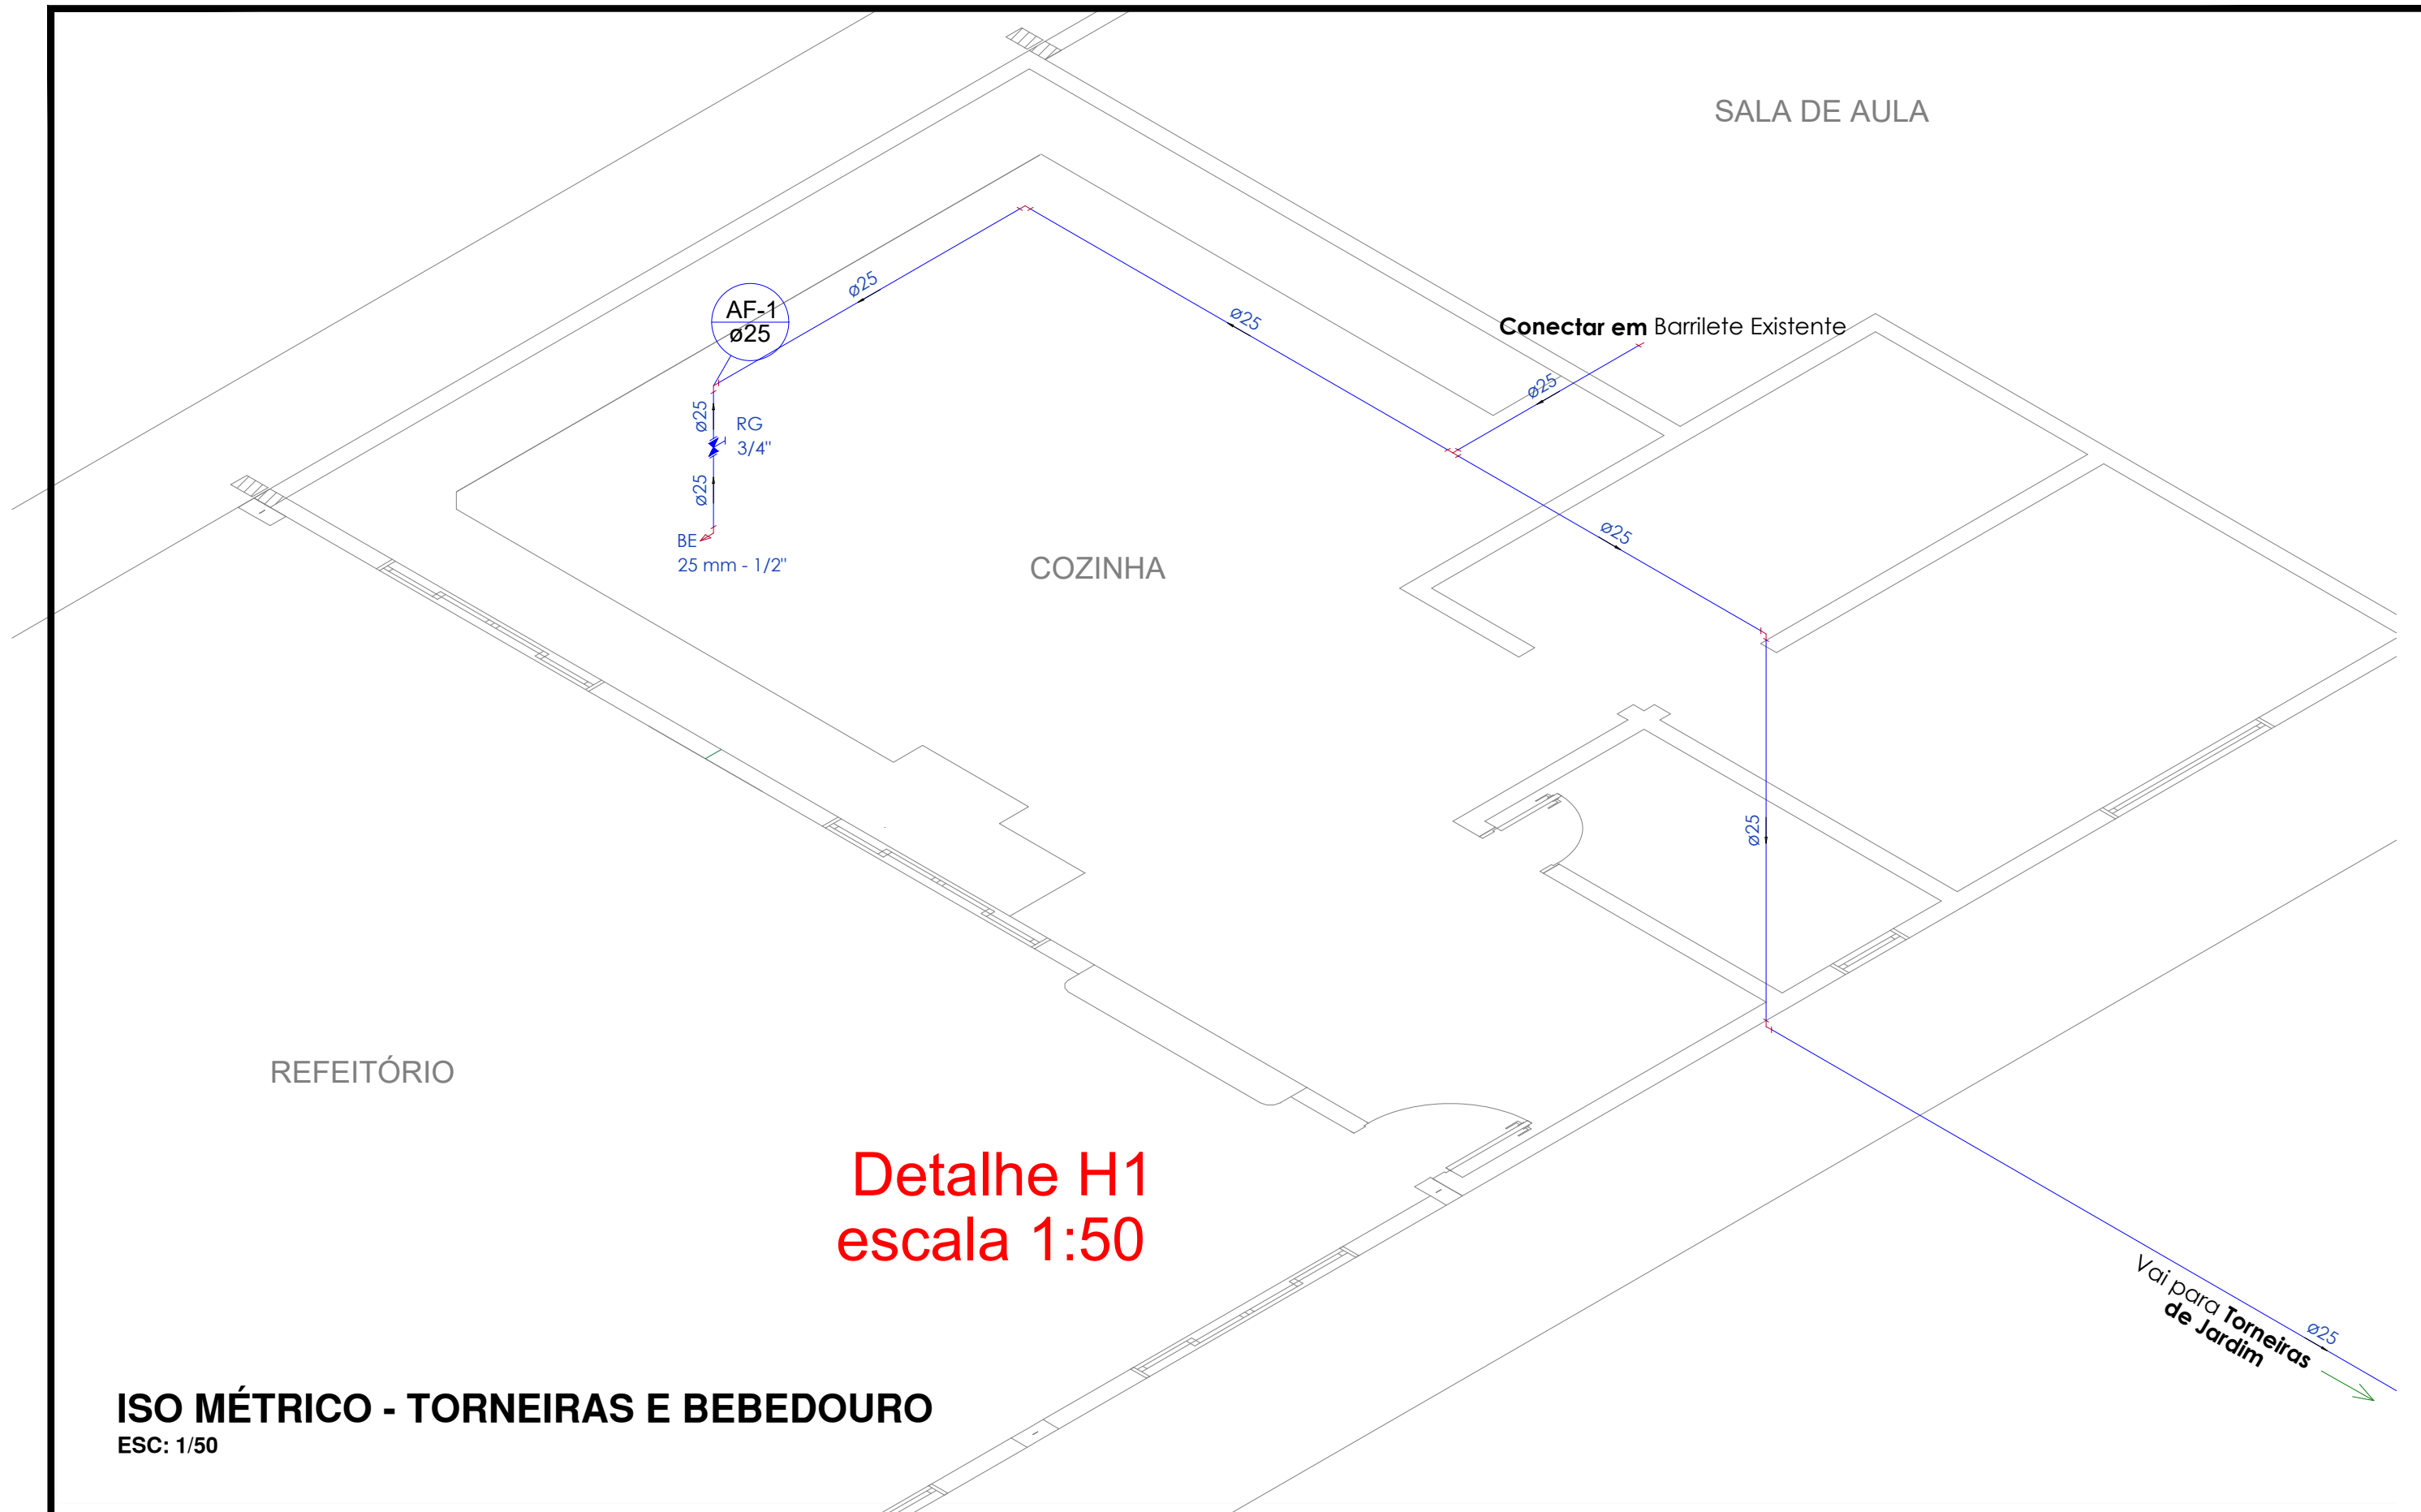 SALA DE AULA
ø25
ø25
AF-1
ø25
Conectar em Barrilete Existente
ø25
ø25
RG
3/4"
ø25
ø25
BE
25 mm - 1/2"
COZINHA
ø25
REFEITÓRIO
Detalhe H1
escala 1:50
Vai para Torneiras
de Jardim
ø25
ISO MÉTRICO - TORNEIRAS E BEBEDOURO
ESC: 1/50